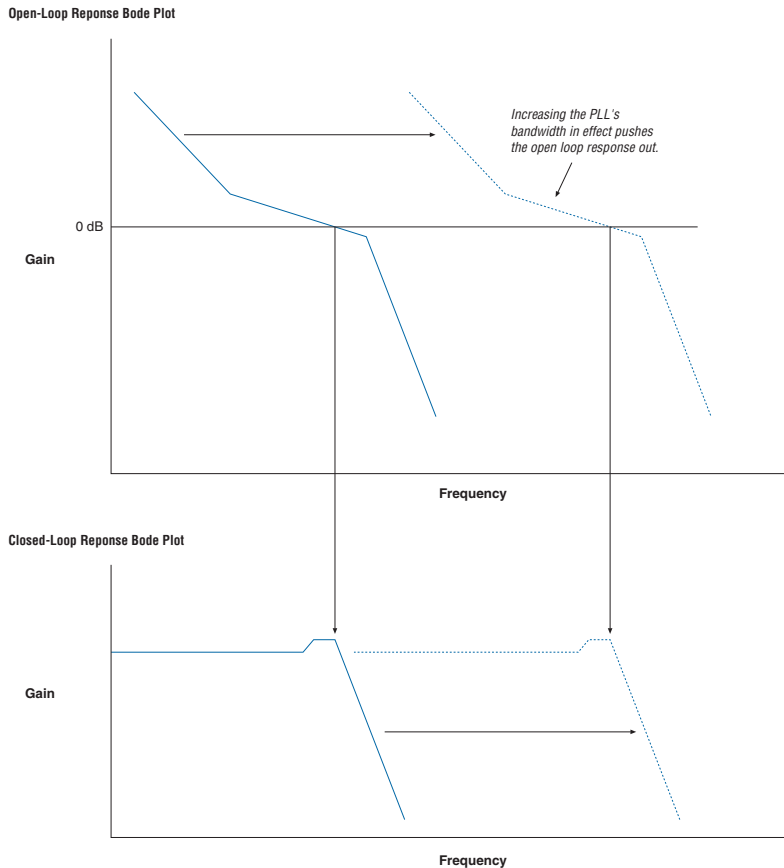 Open-Loop Reponse Bode Plot
Increasing the PLL's
bandwidth in effect pushes
the open loop response out.
0 dB
Gain
Frequency
Closed-Loop Reponse Bode Plot
Gain
Frequency